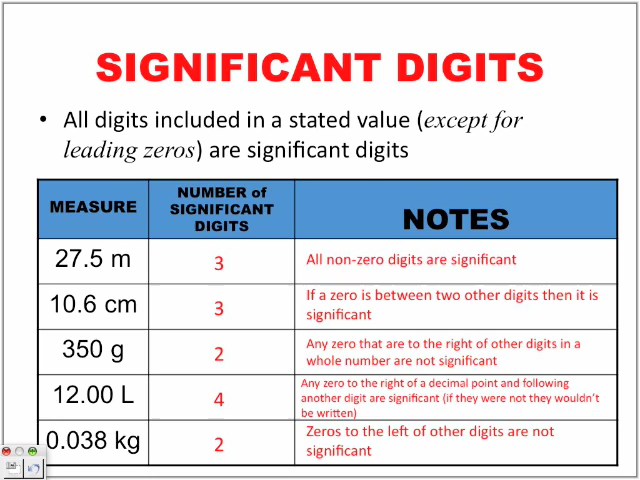 SIGNIFICANT DIGITS
• All digits included in a stated value (except for
leading zeros) are significant digits
MEASURE
NUMBER of
SIGNIFICANT
DIGITS
NOTES
27.5 m
3
All non-zero digits are significant
10.6 cm
3
If a zero is between two other digits then it is
significant
350 g
2
Any zero that are to the right of other digits in a
whole number are not significant
12.00 L
4
Any zero to the right of a decimal point and following
another digit are significant (if they were not they wouldn't
be written)
0.038 kg
2
Zeros to the left of other digits are not
significant